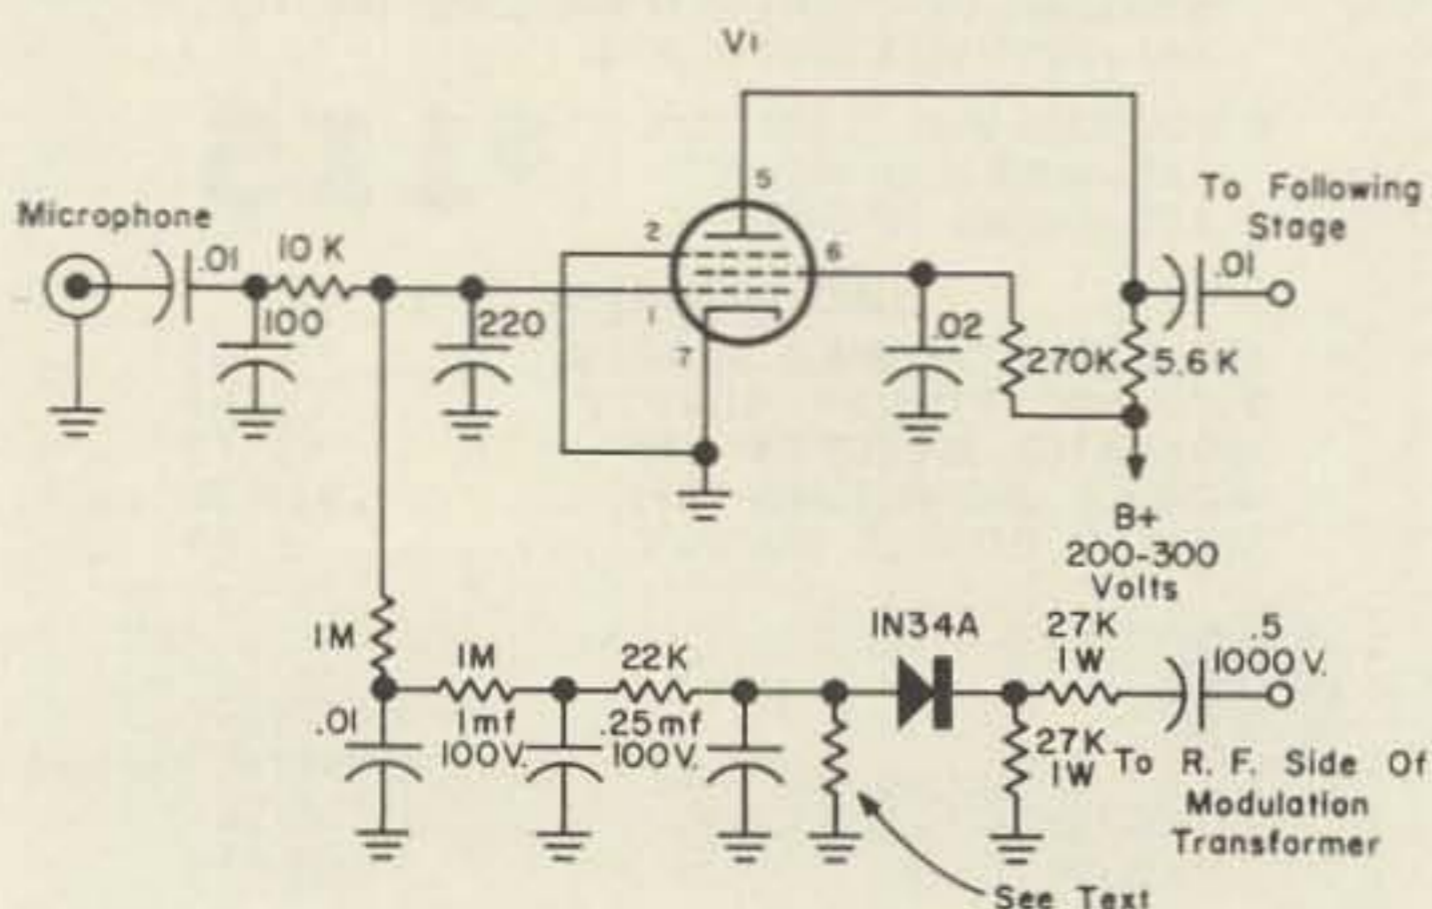 V1
5
To Following
Stage
Microphone
2
6
.01
10 K
.01
1
100
220
.02
7
270K
5.6 K
B+
200-300
Volts
1N34A
27K
1W
.5
1000 V.
1M
1M
22K
.01
1mf
100V.
.25mf
100V.
27K
1W
To R. F. Side Of
Modulation
Transformer
See Text